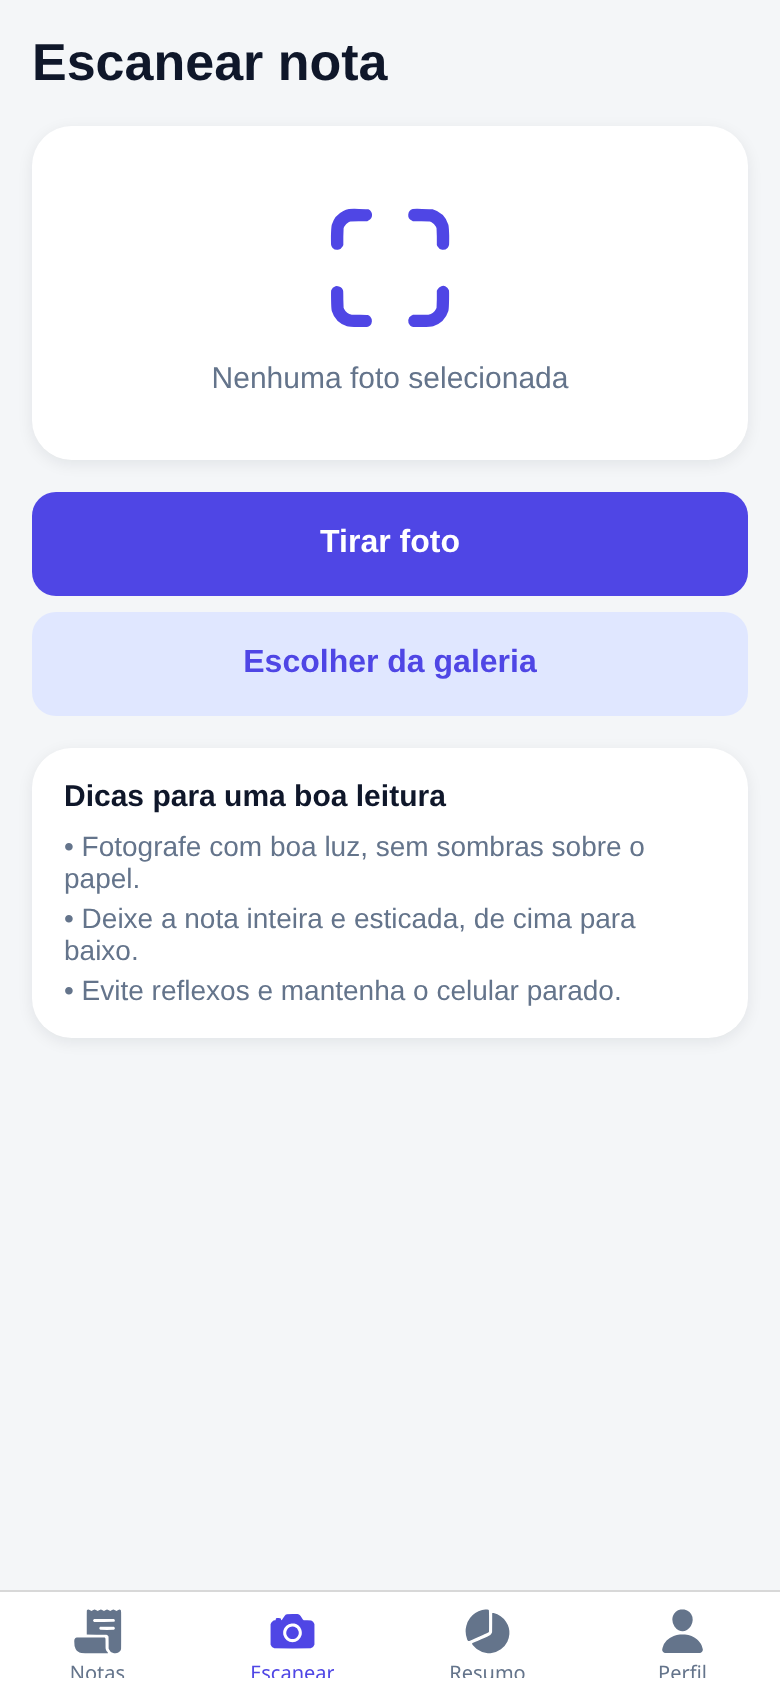 Escanear nota
Nenhuma foto selecionada
Tirar foto
Escolher da galeria
Dicas para uma boa leitura
• Fotografe com boa luz, sem sombras sobre o
papel.
• Deixe a nota inteira e esticada, de cima para
baixo.
• Evite reflexos e mantenha o celular parado.
Notas
Escanear
Resumo
Perfil